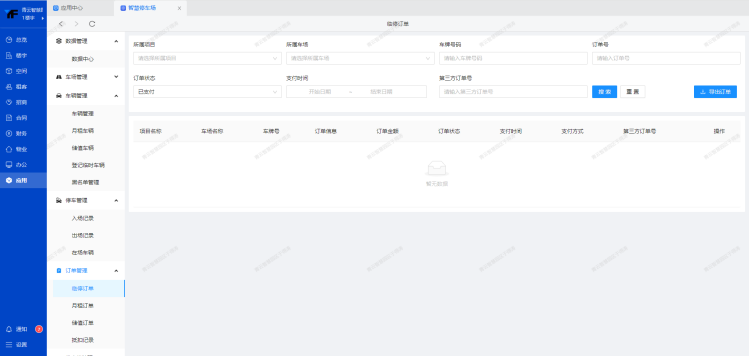 应用中心
智慧停车场
临停订单
1楼宇
总览
楼宇
空间
租客
招商
合同
财务
物业
办公
应用
通知
设置
数据管理
数据中心
车场管理
车辆管理
车辆管理
月租车辆
储值车辆
登记临时车辆
黑名单管理
停车管理
入场记录
出场记录
在场车辆
订单管理
临停订单
月租订单
储值订单
抵扣记录
所属项目
所属车场
车牌号码
订单号
请选择所属项目
请选择所属车场
请输入车牌号码
请输入订单号
订单状态
支付时间
第三方订单号
已支付
开始日期
~
结束日期
请输入第三方订单号
搜 索
重 置
导出订单
项目名称
车场名称
车牌号
订单信息
订单金额
订单状态
支付时间
支付方式
第三方订单号
操作
暂无数据